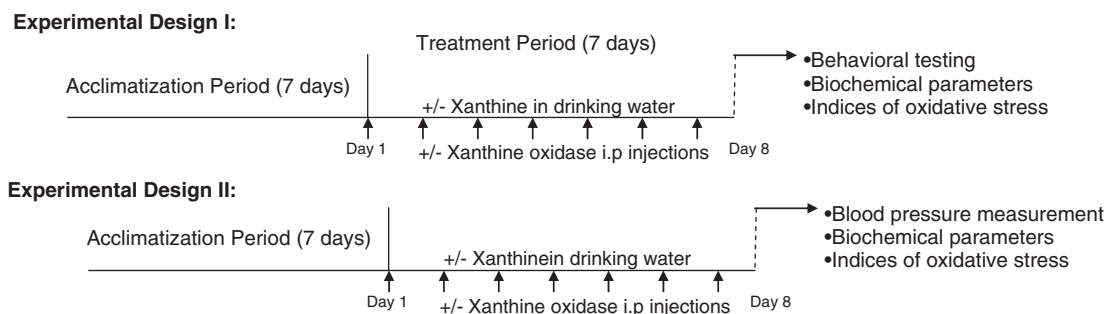 Experimental Design I:
Treatment Period (7 days)
Acclimatization Period (7 days)
+/- Xanthine in drinking water
Day 1
+/- Xanthine oxidase i.p injections
Day 8
•Behavioral testing
•Biochemical parameters
•Indices of oxidative stress
Experimental Design II:
Acclimatization Period (7 days)
+/- Xanthinein drinking water
Day 1
+/- Xanthine oxidase i.p injections
Day 8
•Blood pressure measurement
•Biochemical parameters
•Indices of oxidative stress